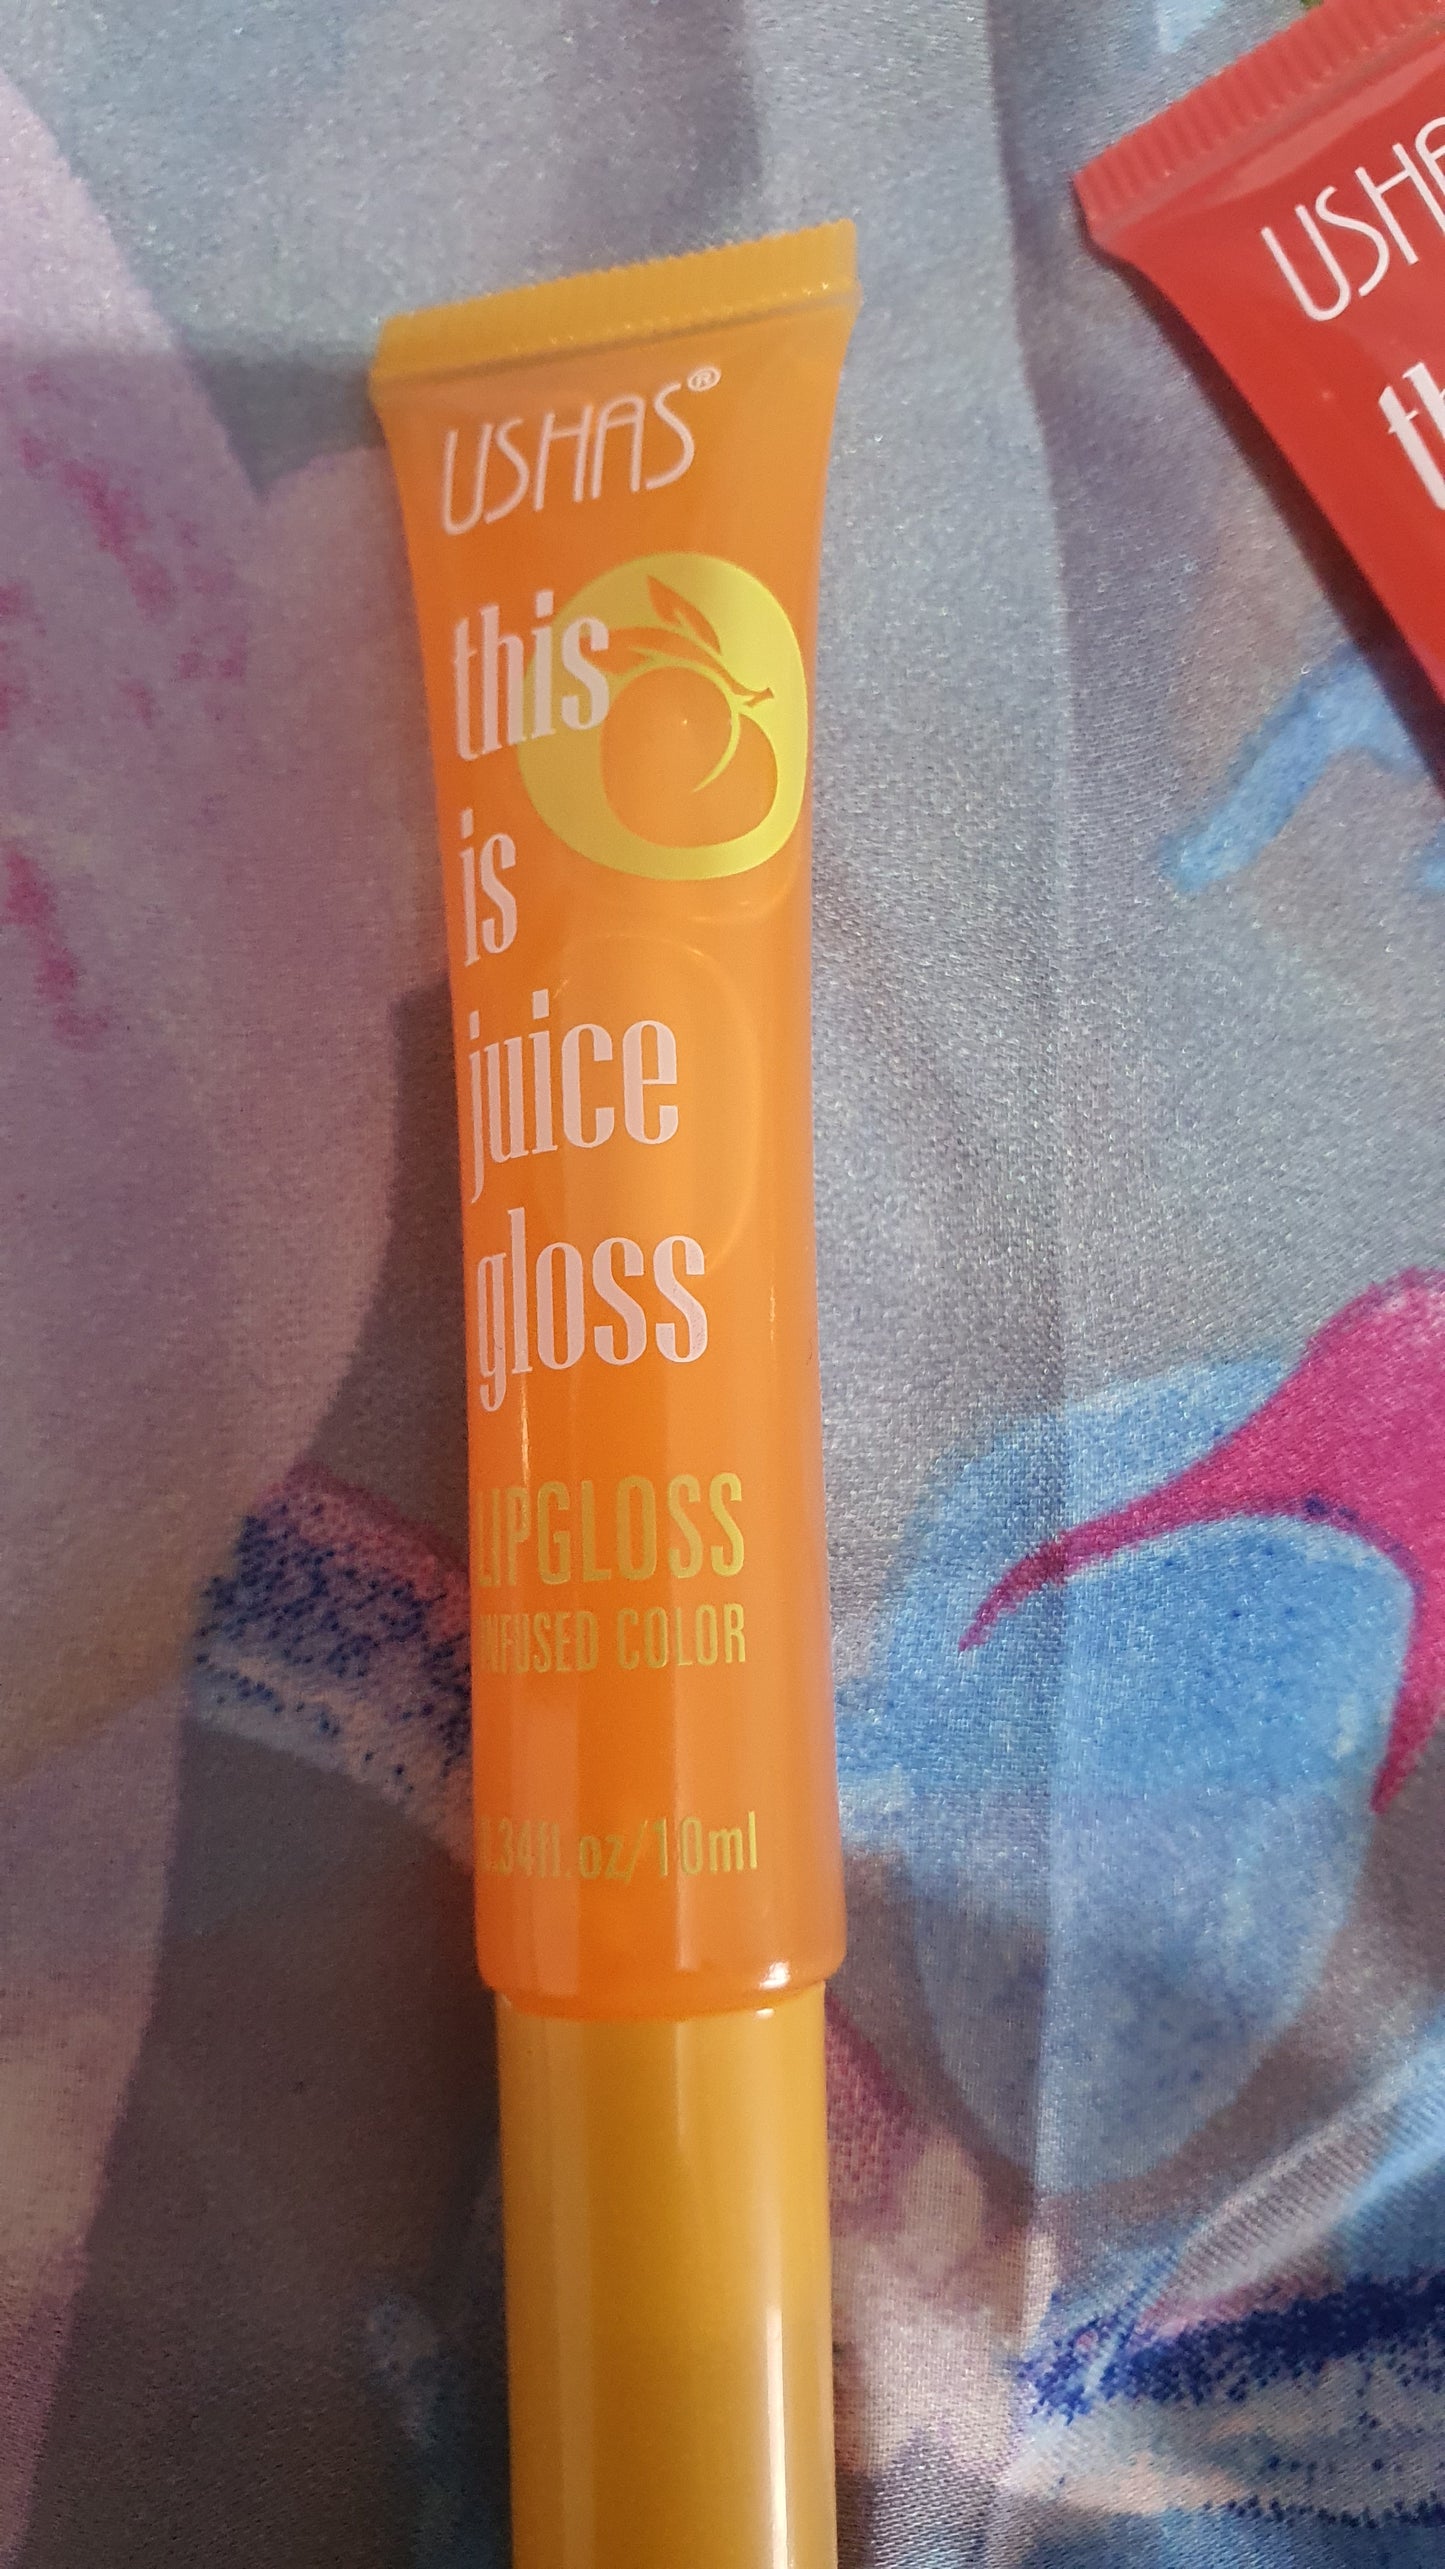 USHAS®
this
is
juice
gloss
LIPGLOSS
INFUSED COLOR
0.34fl.oz/10ml
USHA
th